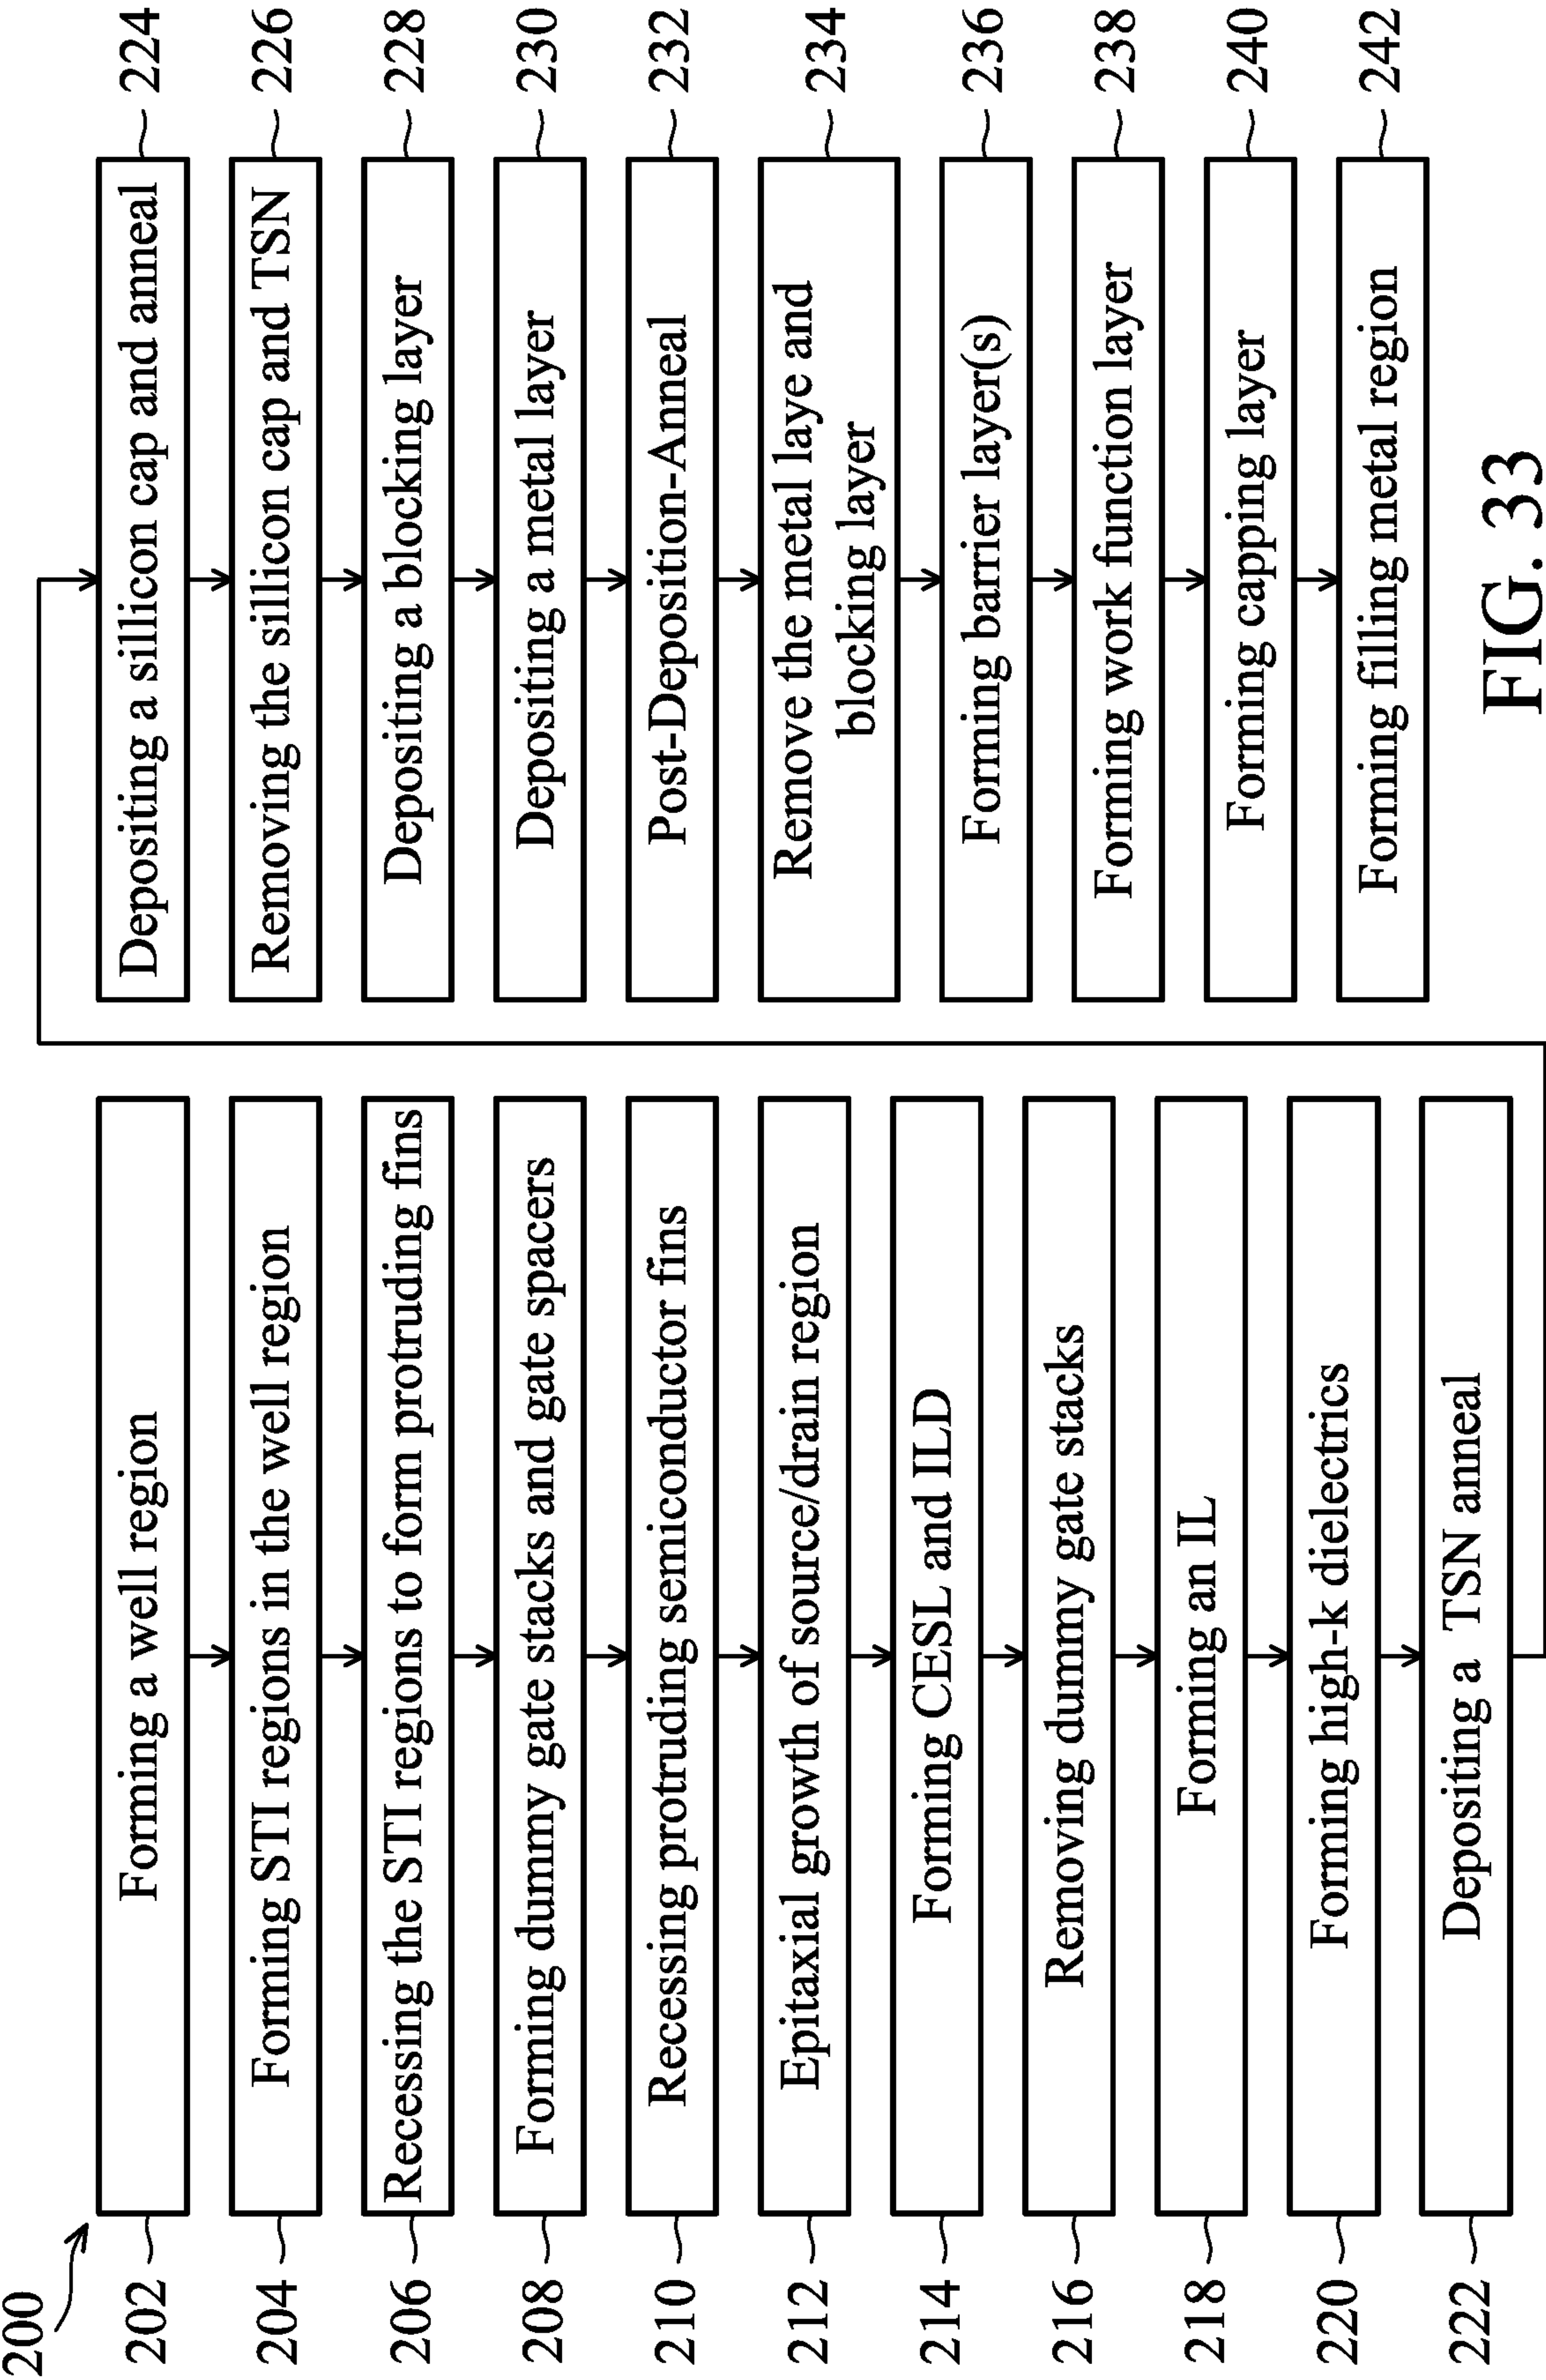 200
202
Forming a well region
204
Forming STI regions in the well region
206
Recessing the STI regions to form protruding fins
208
Forming dummy gate stacks and gate spacers
210
Recessing protruding semiconductor fins
212
Epitaxial growth of source/drain region
214
Forming CESL and ILD
216
Removing dummy gate stacks
218
Forming an IL
220
Forming high-k dielectrics
222
Depositing a TSN anneal
Depositing a sillicon cap and anneal
224
Removing the sillicon cap and TSN
226
Depositing a blocking layer
228
Depositing a metal layer
230
Post-Deposition-Anneal
232
Remove the metal laye and
blocking layer
234
Forming barrier layer(s)
236
Forming work function layer
238
Forming capping layer
240
Forming filling metal region
242
FIG. 33